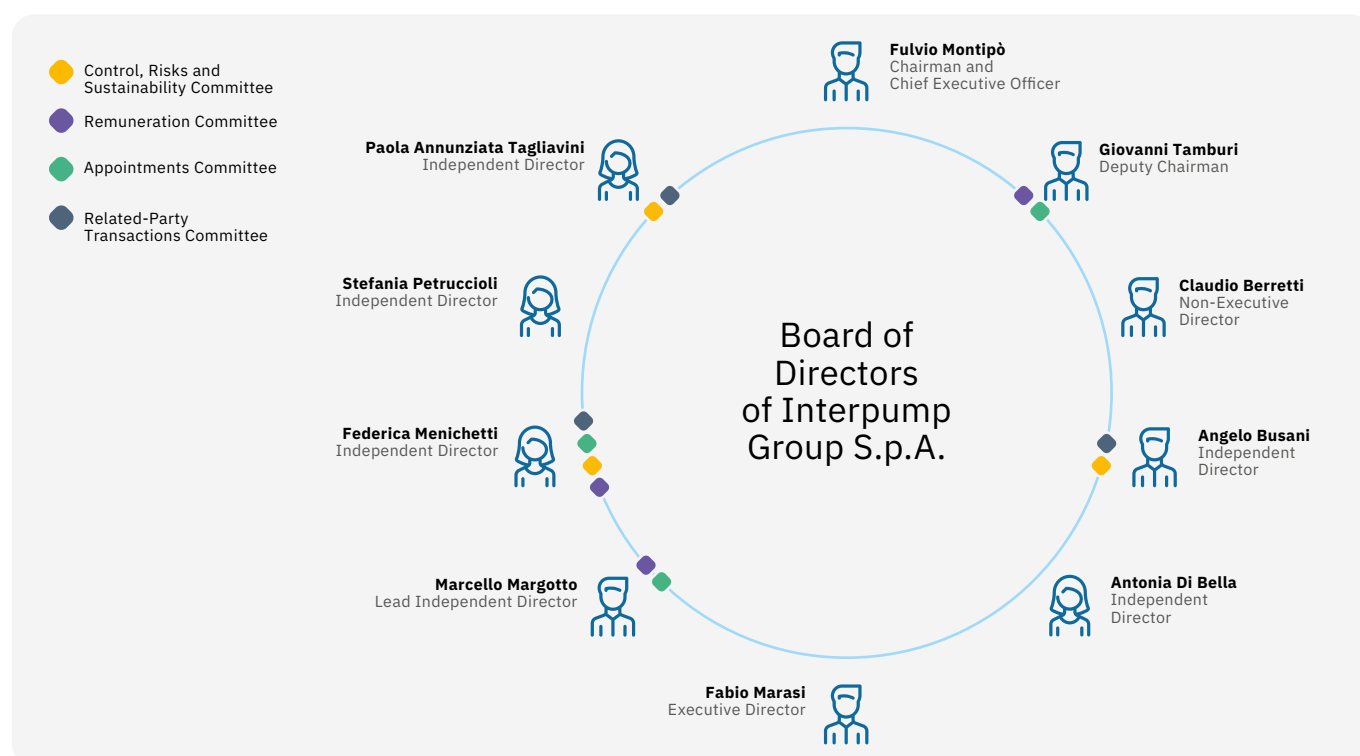 Control, Risks and
Sustainability Committee
Remuneration Committee
Appointments Committee
Related-Party
Transactions Committee
Fulvio Montipò
Chairman and
Chief Executive Officer
Paola Annunziata Tagliavini
Independent Director
Giovanni Tamburi
Deputy Chairman
Stefania Petruccioli
Independent Director
Claudio Berretti
Non-Executive
Director
Board of
Directors
of Interpump
Group S.p.A.
Federica Menichetti
Independent Director
Angelo Busani
Independent
Director
Marcello Margotto
Lead Independent Director
Antonia Di Bella
Independent
Director
Fabio Marasi
Executive Director